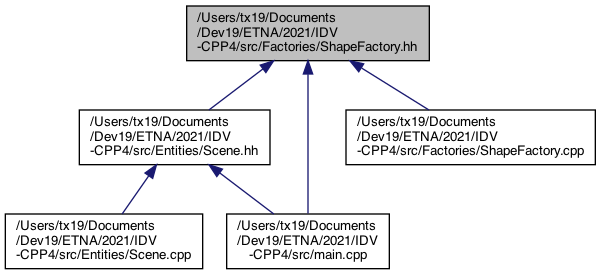 /Users/tx19/Documents
/Dev19/ETNA/2021/IDV
-CPP4/src/Factories/ShapeFactory.hh
/Users/tx19/Documents
/Dev19/ETNA/2021/IDV
-CPP4/src/Entities/Scene.hh
/Users/tx19/Documents
/Dev19/ETNA/2021/IDV
-CPP4/src/Factories/ShapeFactory.cpp
/Users/tx19/Documents
/Dev19/ETNA/2021/IDV
-CPP4/src/Entities/Scene.cpp
/Users/tx19/Documents
/Dev19/ETNA/2021/IDV
-CPP4/src/main.cpp